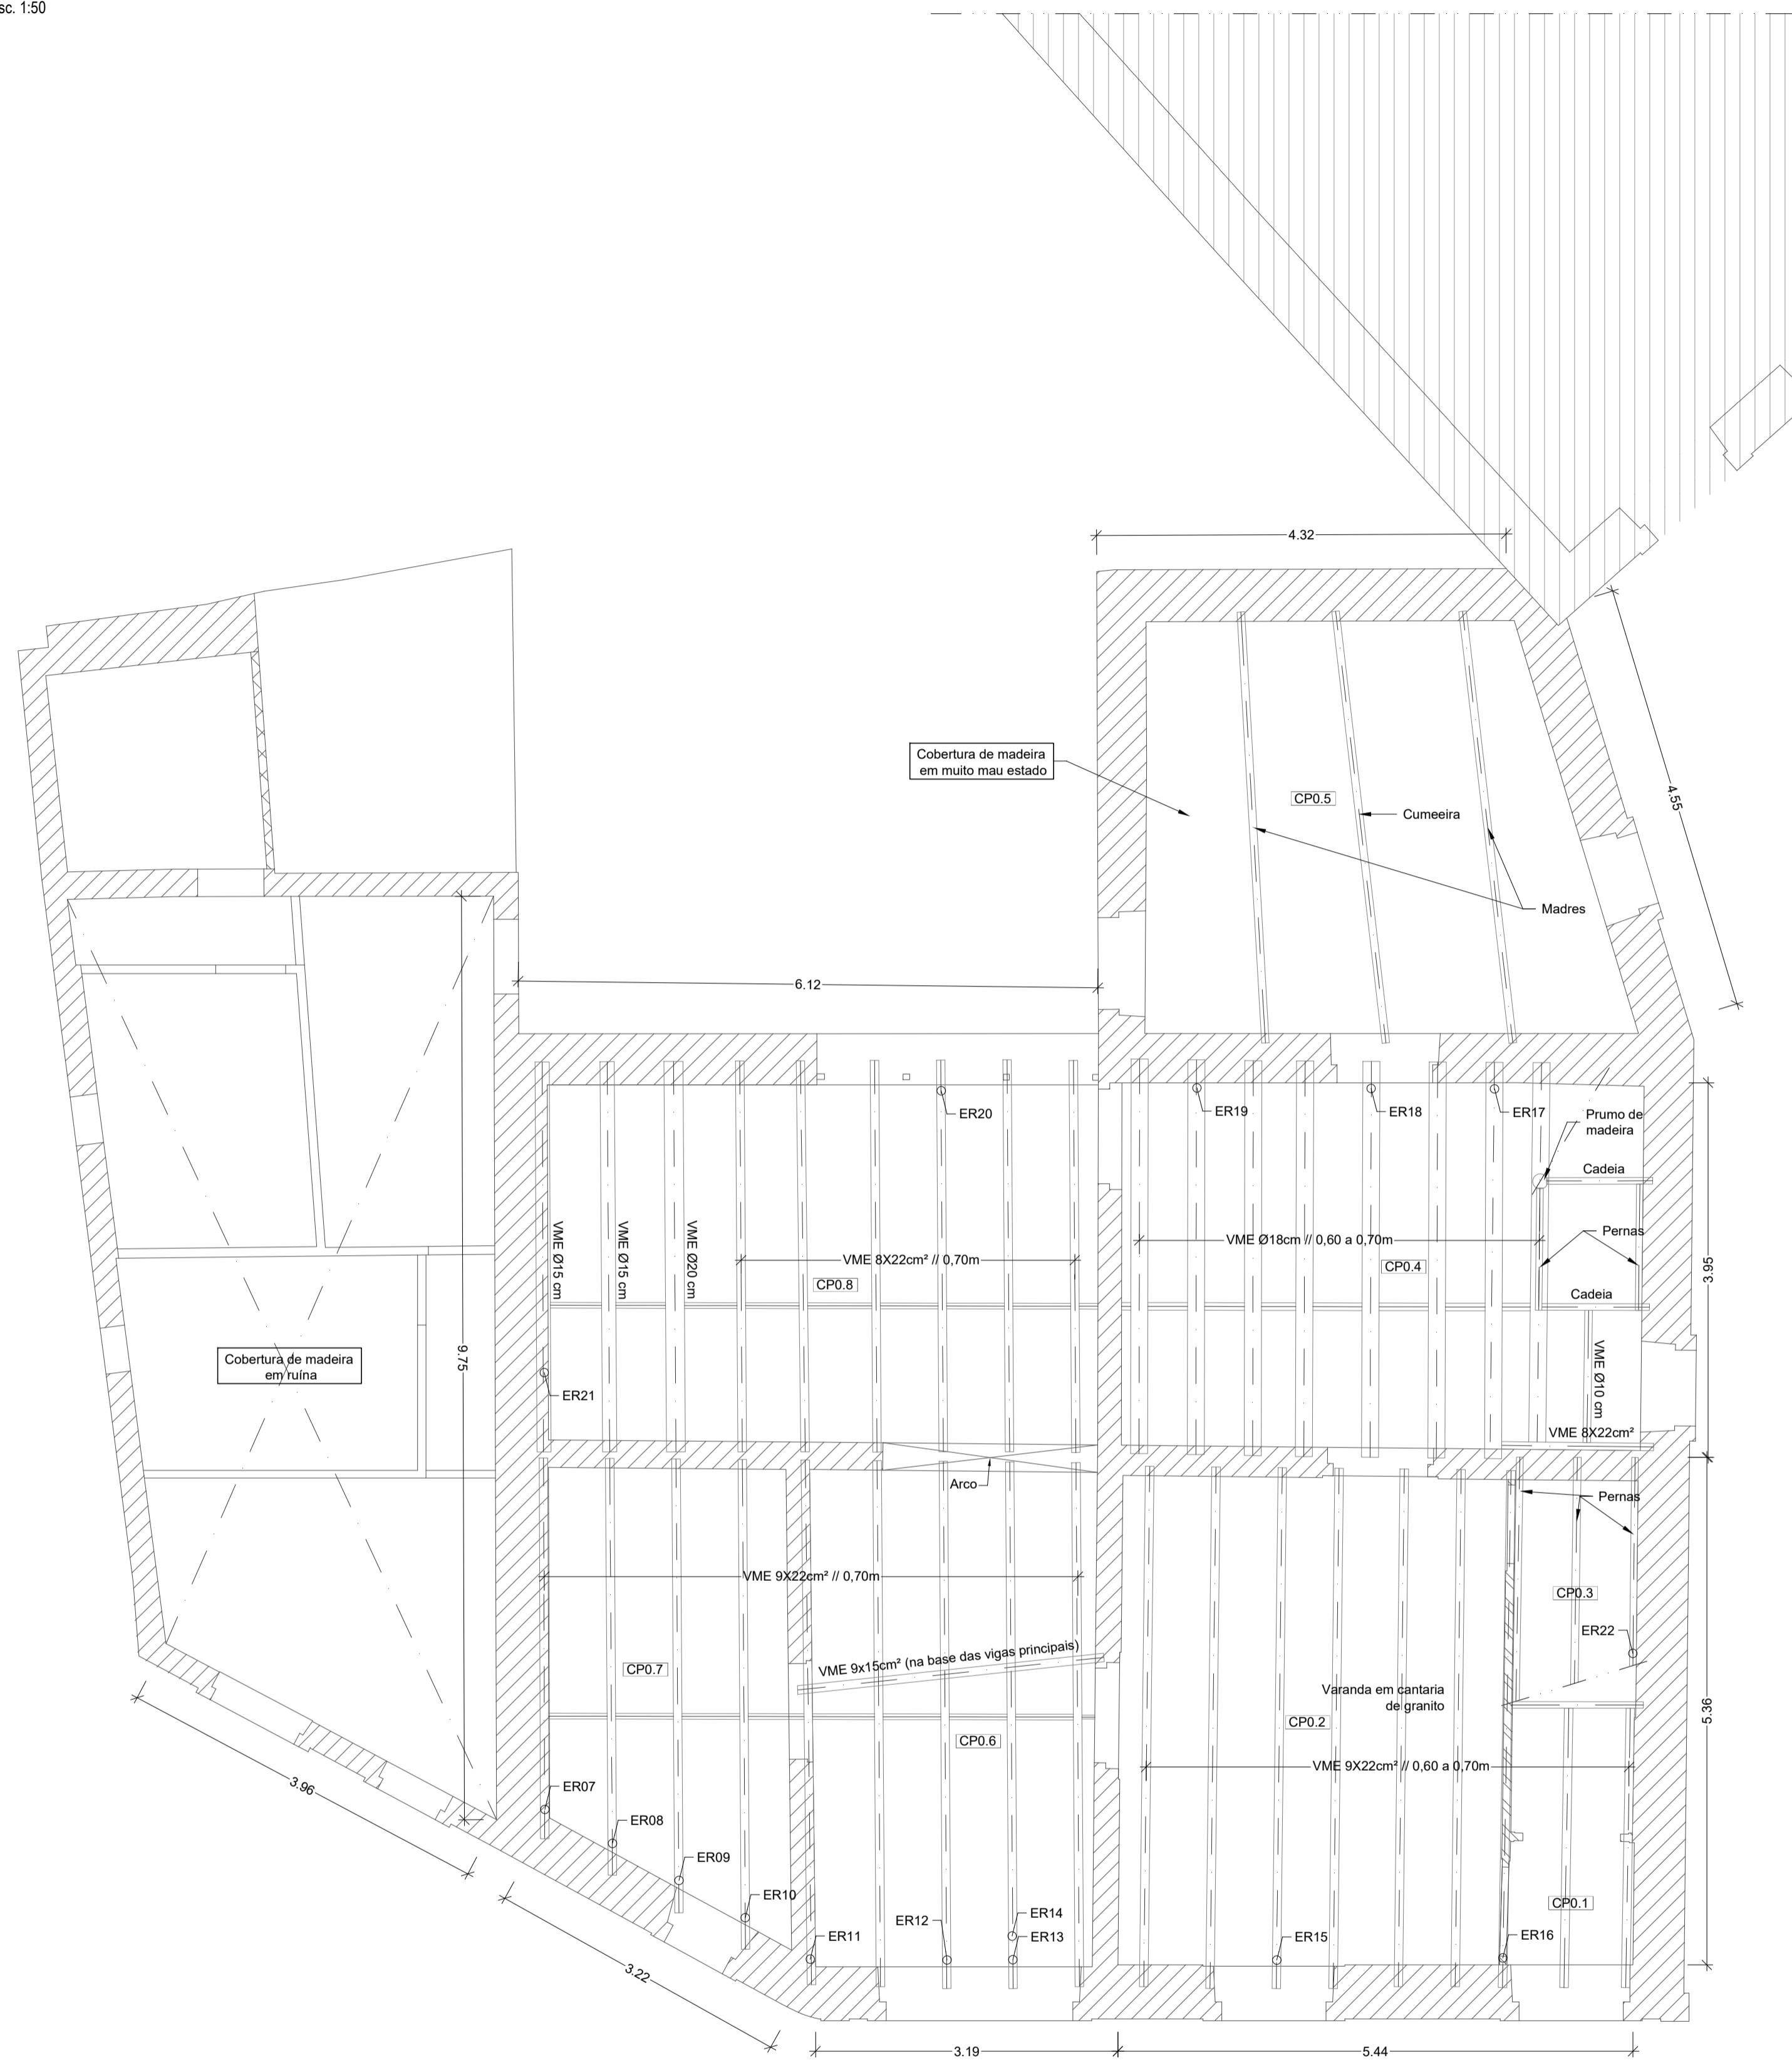 sc. 1:50
4.32
4.55
Cobertura de madeira
em muito mau estado
CP0.5
Cumeeira
Madres
6.12
ER20
ER19
ER18
ER17
Prumo de
madeira
Cadeia
Pernas
VME Ø15 cm
VME Ø15 cm
VME Ø20 cm
VME 8X22cm² // 0,70m
CP0.8
VME Ø18cm // 0,60 a 0,70m
CP0.4
3.95
Cadeia
VME Ø10 cm
VME 8X22cm²
Cobertura de madeira
em ruína
9.75
ER21
Arco
Pernas
VME 9X22cm² // 0,70m
CP0.3
ER22
VME 9x15cm² (na base das vigas principais)
CP0.7
Varanda em cantaria
de granito
CP0.2
CP0.6
5.36
VME 9X22cm² // 0,60 a 0,70m
3.96
ER07
ER08
ER09
ER10
ER11
ER12
ER14
ER13
ER15
ER16
CP0.1
3.22
3.19
5.44